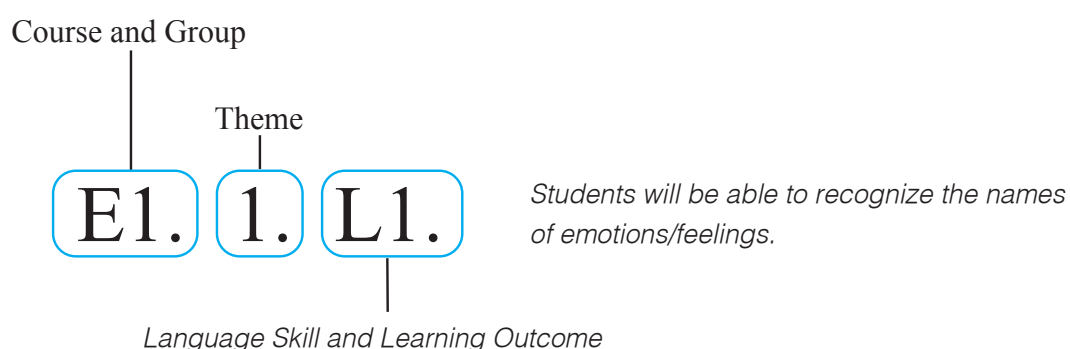 Course and Group
Theme
E1. 1. L1.
Students will be able to recognize the names
of emotions/feelings.
Language Skill and Learning Outcome